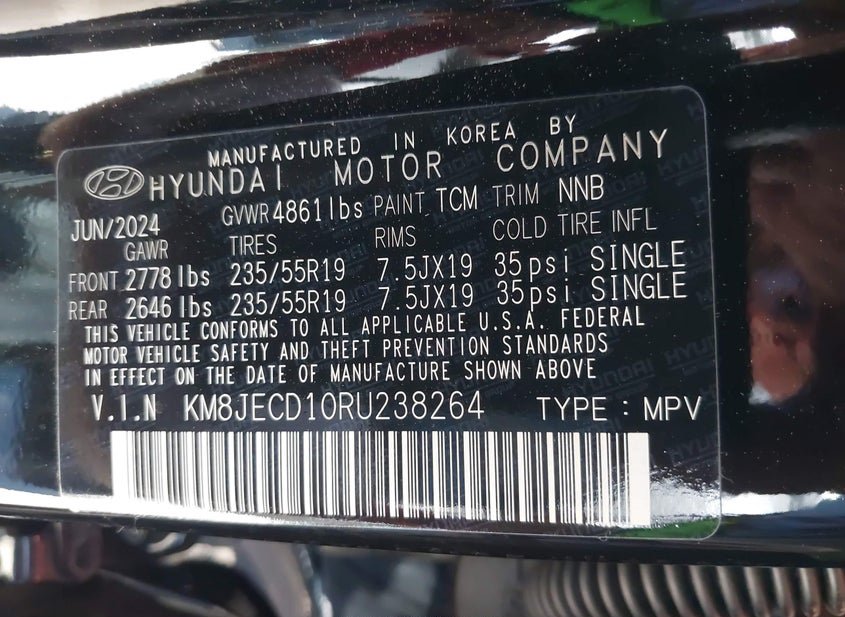 MANUFACTURED IN KOREA BY
HYUNDAI MOTOR COMPANY
JUN/2024 GVWR 4861 lbs PAINT TCM TRIM NNB
GAWR TIRES RIMS COLD TIRE INFL
FRONT 2778 lbs 235/55R19 7.5JX19 35psi SINGLE
REAR 2646 lbs 235/55R19 7.5JX19 35psi SINGLE
THIS VEHICLE CONFORMS TO ALL APPLICABLE U.S.A. FEDERAL
MOTOR VEHICLE SAFETY AND THEFT PREVENTION STANDARDS
IN EFFECT ON THE DATE OF MANUFACTURE SHOWN ABOVE
V.I.N KM8JECD10RU238264 TYPE : MPV